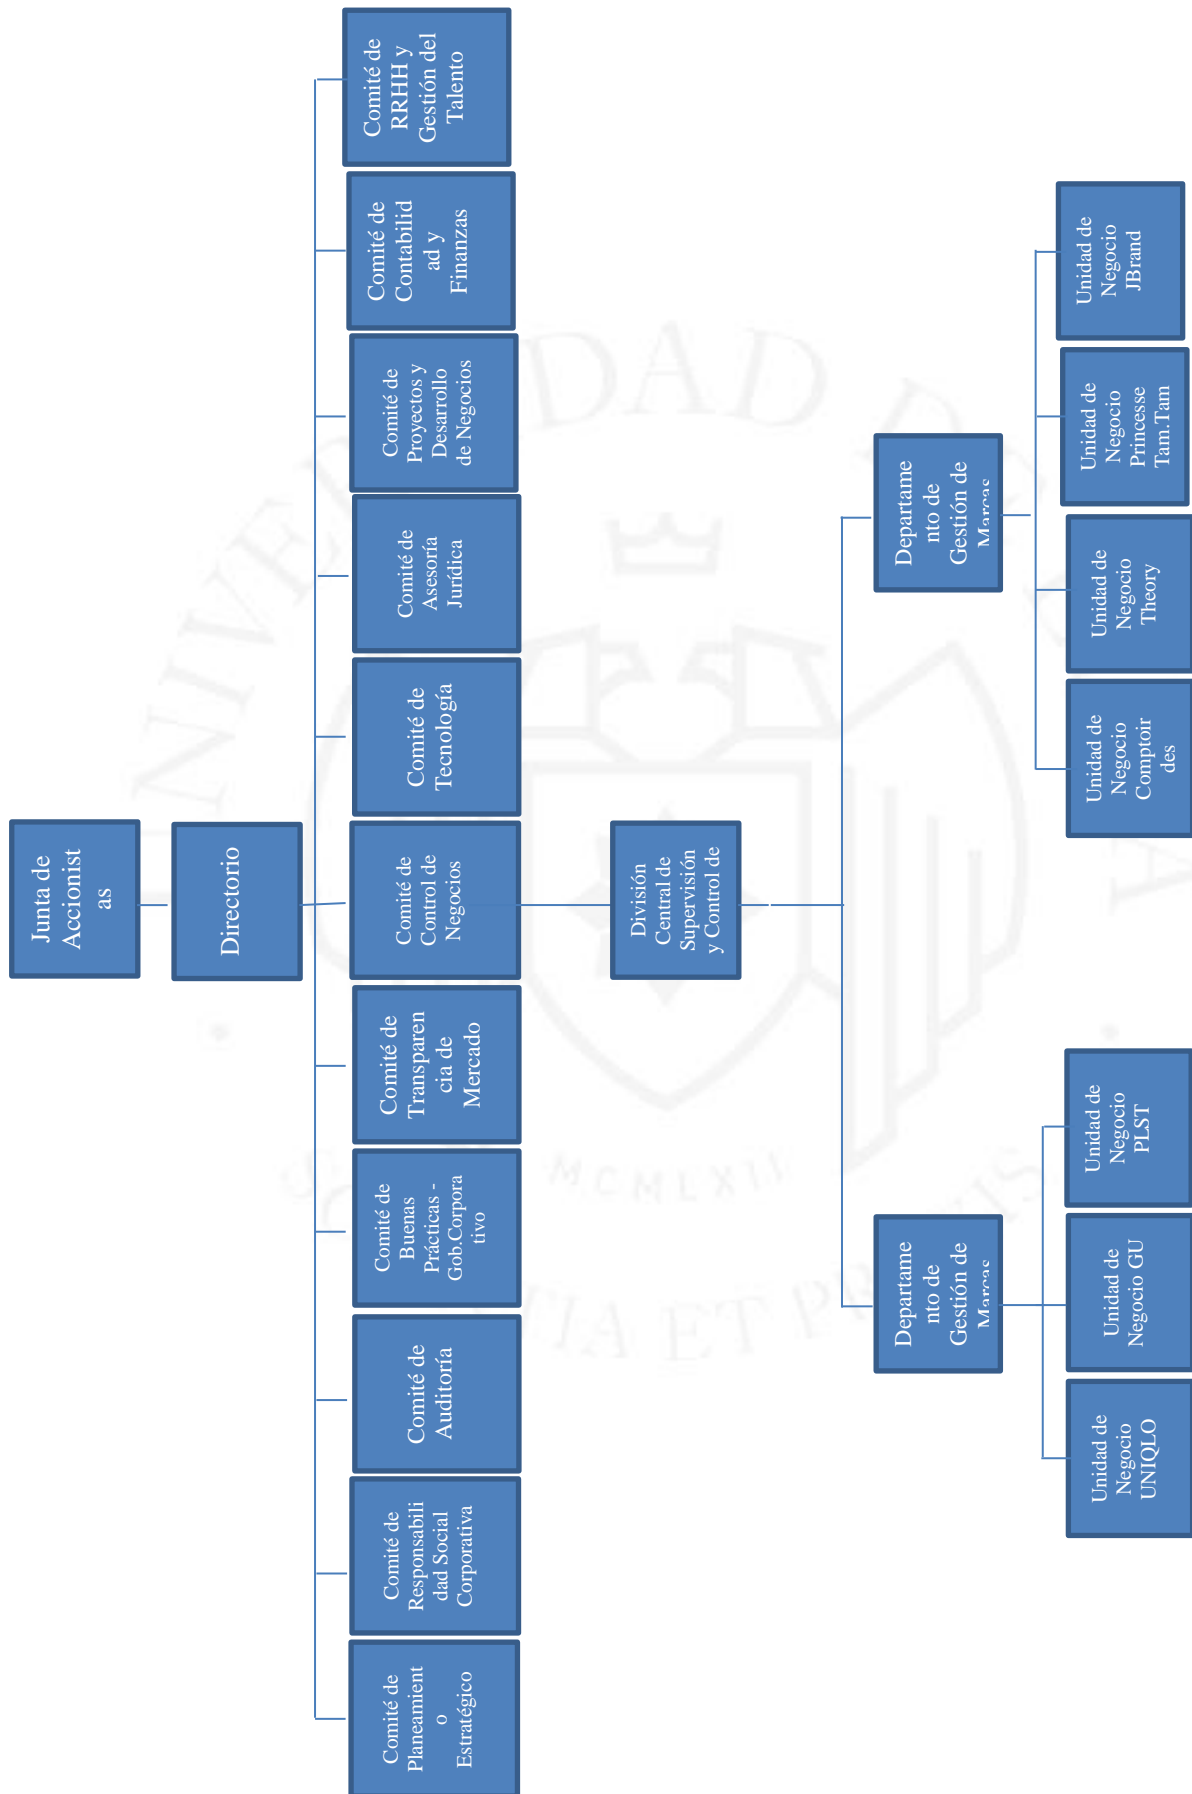 Junta de
Accionist
as
Directorio
Comité de
Planeamient
o
Estratégico
Comité de
Responsabili
dad Social
Corporativa
Comité de
Auditoría
Comité de
Buenas
Prácticas -
Gob.Corpora
tivo
Comité de
Transparen
cia de
Mercado
Comité de
Control de
Negocios
Comité de
Tecnología
Comité de
Asesoría
Jurídica
Comité de
Proyectos y
Desarrollo
de Negocios
Comité de
Contabilid
ad y
Finanzas
Comité de
RRHH y
Gestión del
Talento
División
Central de
Supervisión
y Control de
Departame
nto de
Gestión de
Marcas
Departame
nto de
Gestión de
Marcas
Unidad de
Negocio
UNIQLO
Unidad de
Negocio GU
Unidad de
Negocio
PLST
Unidad de
Negocio
Comptoir
des
Unidad de
Negocio
Theory
Unidad de
Negocio
Princesse
Tam.Tam
Unidad de
Negocio
JBrand
MCMLXII